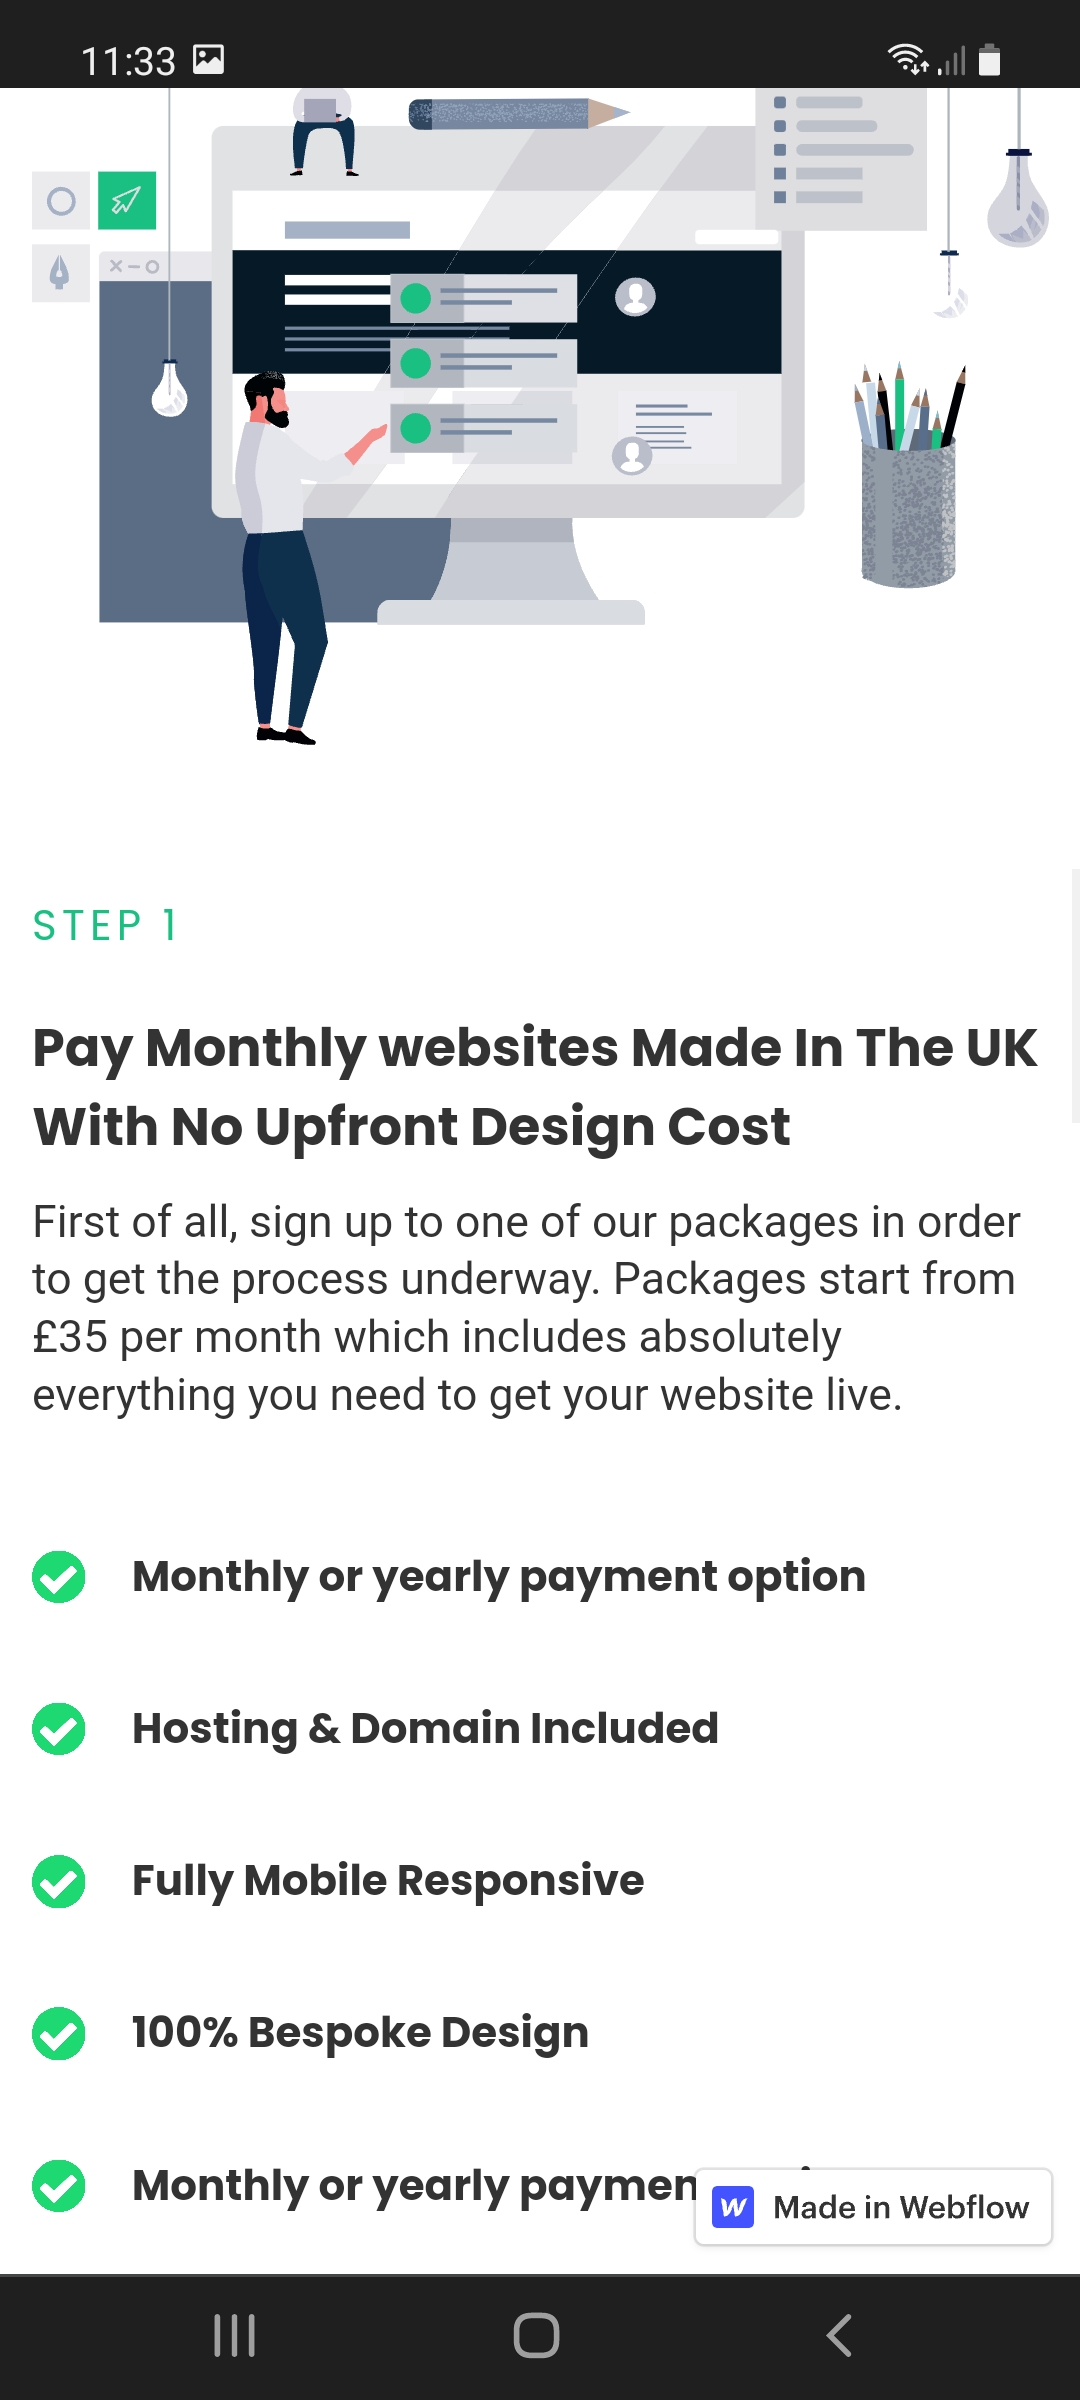 11:33
STEP 1
Pay Monthly websites Made In The UK
With No Upfront Design Cost
First of all, sign up to one of our packages in order
to get the process underway. Packages start from
£35 per month which includes absolutely
everything you need to get your website live.
Monthly or yearly payment option
Hosting & Domain Included
Fully Mobile Responsive
100% Bespoke Design
Monthly or yearly
Made in Webflow